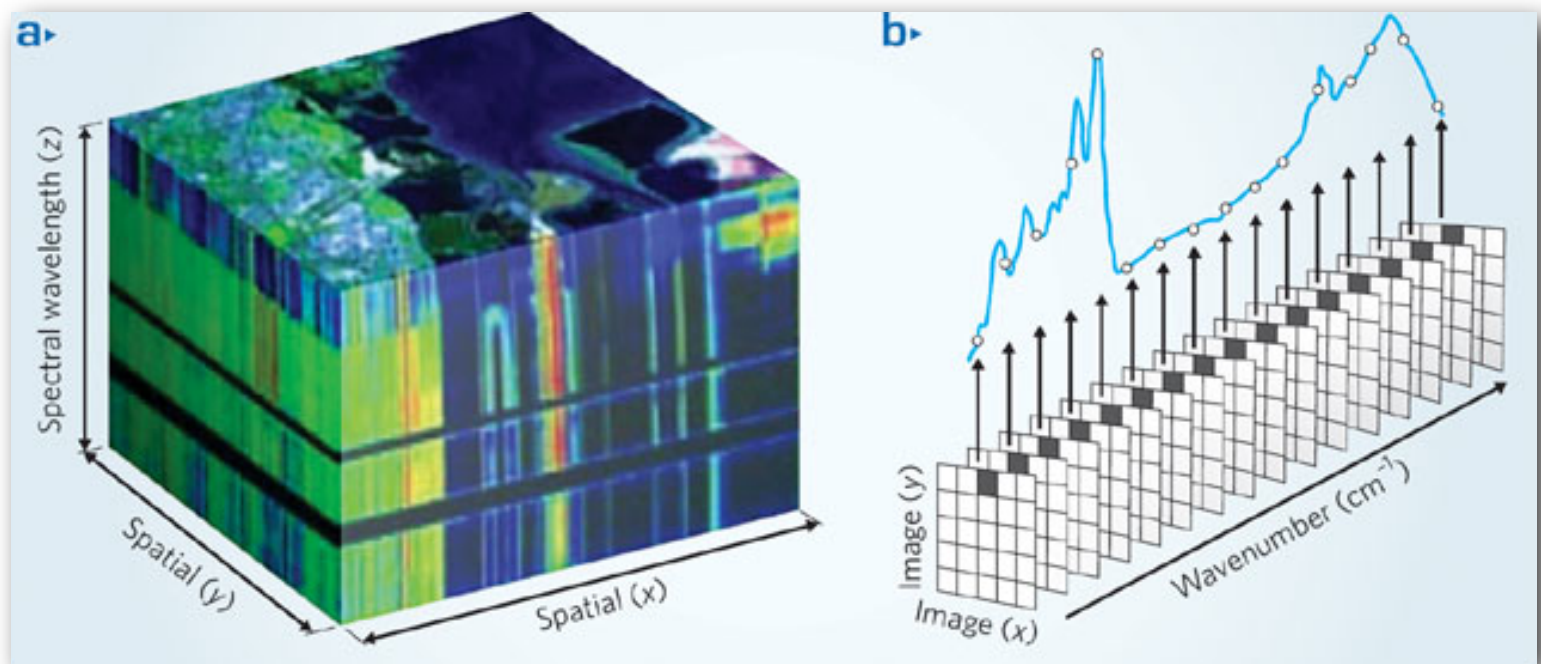 a▸
Spectral wavelength (z)
Spatial (y)
Spatial (x)
b▸
Image (y)
Image (x)
Wavenumber (cm⁻¹)